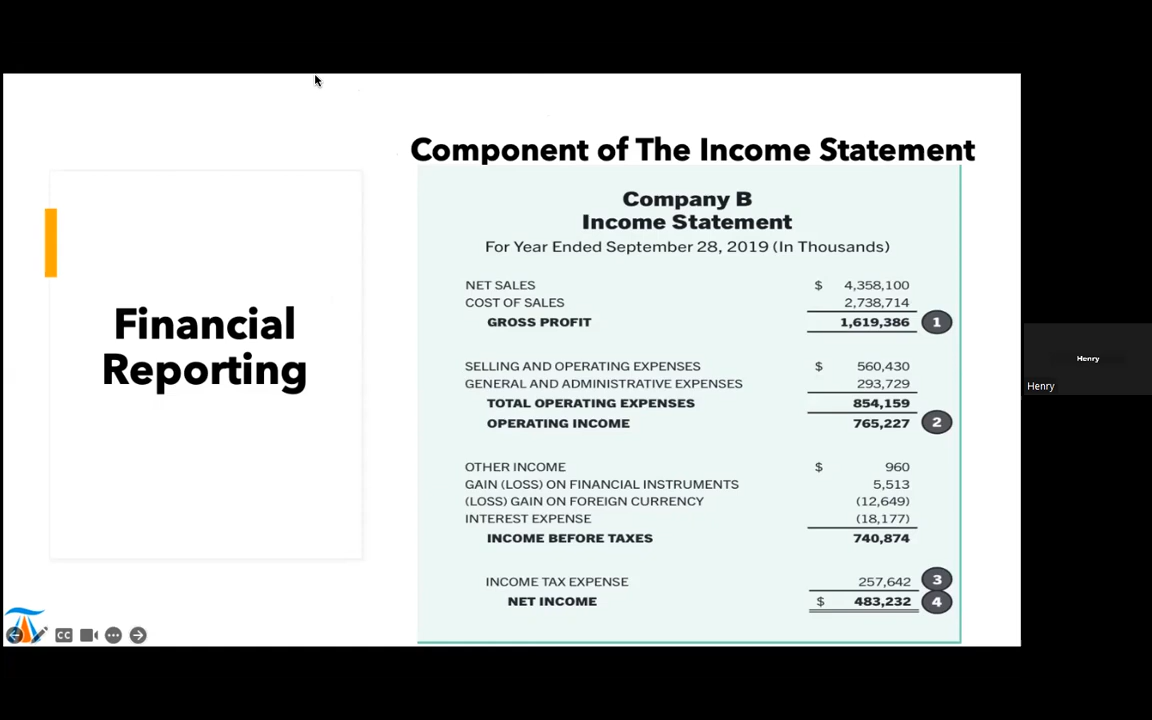 Component of The Income Statement
Financial
Reporting
Company B
Income Statement
For Year Ended September 28, 2019 (In Thousands)
NET SALES $ 4,358,100
COST OF SALES 2,738,714
GROSS PROFIT 1,619,386 1
SELLING AND OPERATING EXPENSES $ 560,430
GENERAL AND ADMINISTRATIVE EXPENSES 293,729
TOTAL OPERATING EXPENSES 854,159
OPERATING INCOME 765,227 2
OTHER INCOME $ 960
GAIN (LOSS) ON FINANCIAL INSTRUMENTS 5,513
(LOSS) GAIN ON FOREIGN CURRENCY (12,649)
INTEREST EXPENSE (18,177)
INCOME BEFORE TAXES 740,874
INCOME TAX EXPENSE 257,642 3
NET INCOME $ 483,232 4
CC
Henry
Henry